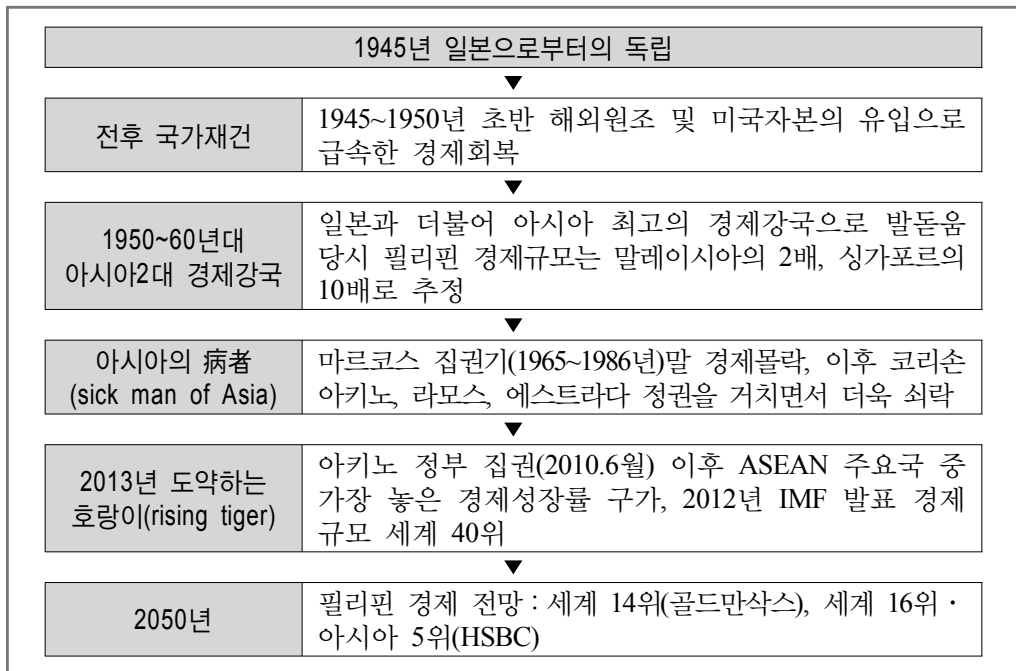 1945년 일본으로부터의 독립
▼
전후 국가재건
1945~1950년 초반 해외원조 및 미국자본의 유입으로
급속한 경제회복
▼
1950~60년대
아시아2대 경제강국
일본과 더불어 아시아 최고의 경제강국으로 발돋움
당시 필리핀 경제규모는 말레이시아의 2배, 싱가포르의
10배로 추정
▼
아시아의 病者
(sick man of Asia)
마르코스 집권기(1965~1986년)말 경제몰락, 이후 코리손
아키노, 라모스, 에스트라다 정권을 거치면서 더욱 쇠락
▼
2013년 도약하는
호랑이(rising tiger)
아키노 정부 집권(2010.6월) 이후 ASEAN 주요국 중
가장 놓은 경제성장률 구가, 2012년 IMF 발표 경제
규모 세계 40위
▼
2050년
필리핀 경제 전망 : 세계 14위(골드만삭스), 세계 16위 ·
아시아 5위(HSBC)